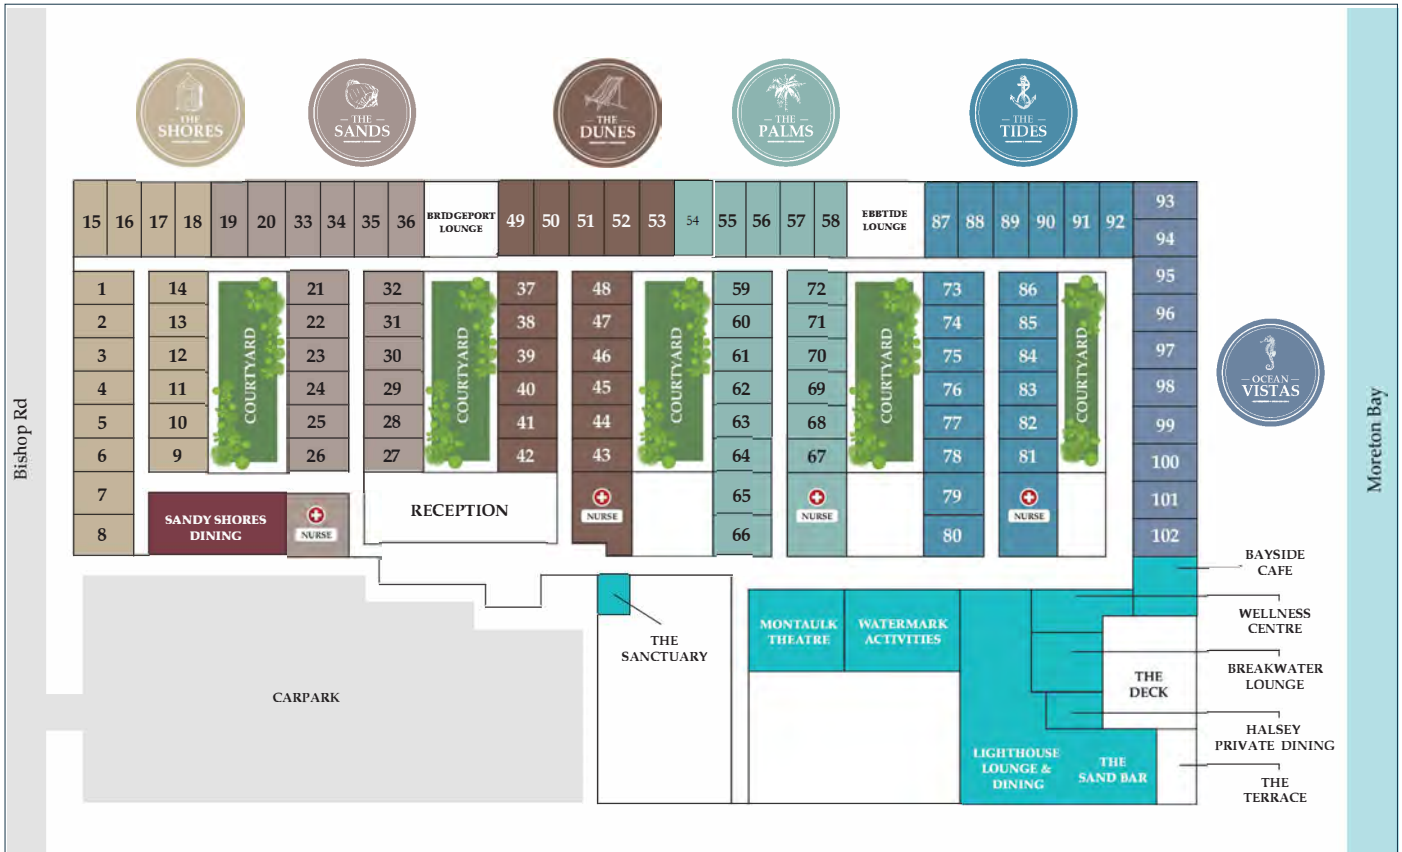 THE
SHORES
THE
SANDS
THE
DUNES
THE
PALMS
THE
TIDES
15 16 17 18 19 20 33 34 35 36
BRIDGEPORT
LOUNGE
49 50 51 52 53 54 55 56 57 58
EBBTIDE
LOUNGE
87 88 89 90 91 92
93
94
95
96
97
98
99
100
101
102
1 14 21 32 37 48 59 72 73 86
2 13 22 31 38 47 60 71 74 85
3 12 23 30 39 46 61 70 75 84
4 11 24 29 40 45 62 69 76 83
5 10 25 28 41 44 63 68 77 82
6 9 26 27 42 43 64 67 78 81
7 65 79
8 66 80
COURTYARD
COURTYARD
COURTYARD
COURTYARD
COURTYARD
OCEAN
VISTAS
Bishop Rd
Moreton Bay
SANDY SHORES
DINING
NURSE
RECEPTION
NURSE
NURSE
NURSE
BAYSIDE
CAFE
WELLNESS
CENTRE
BREAKWATER
LOUNGE
HALSEY
PRIVATE DINING
THE
TERRACE
THE
SANCTUARY
MONTAULK
THEATRE
WATERMARK
ACTIVITIES
THE
DECK
CARPARK
LIGHTHOUSE
LOUNGE &
DINING
THE
SAND BAR